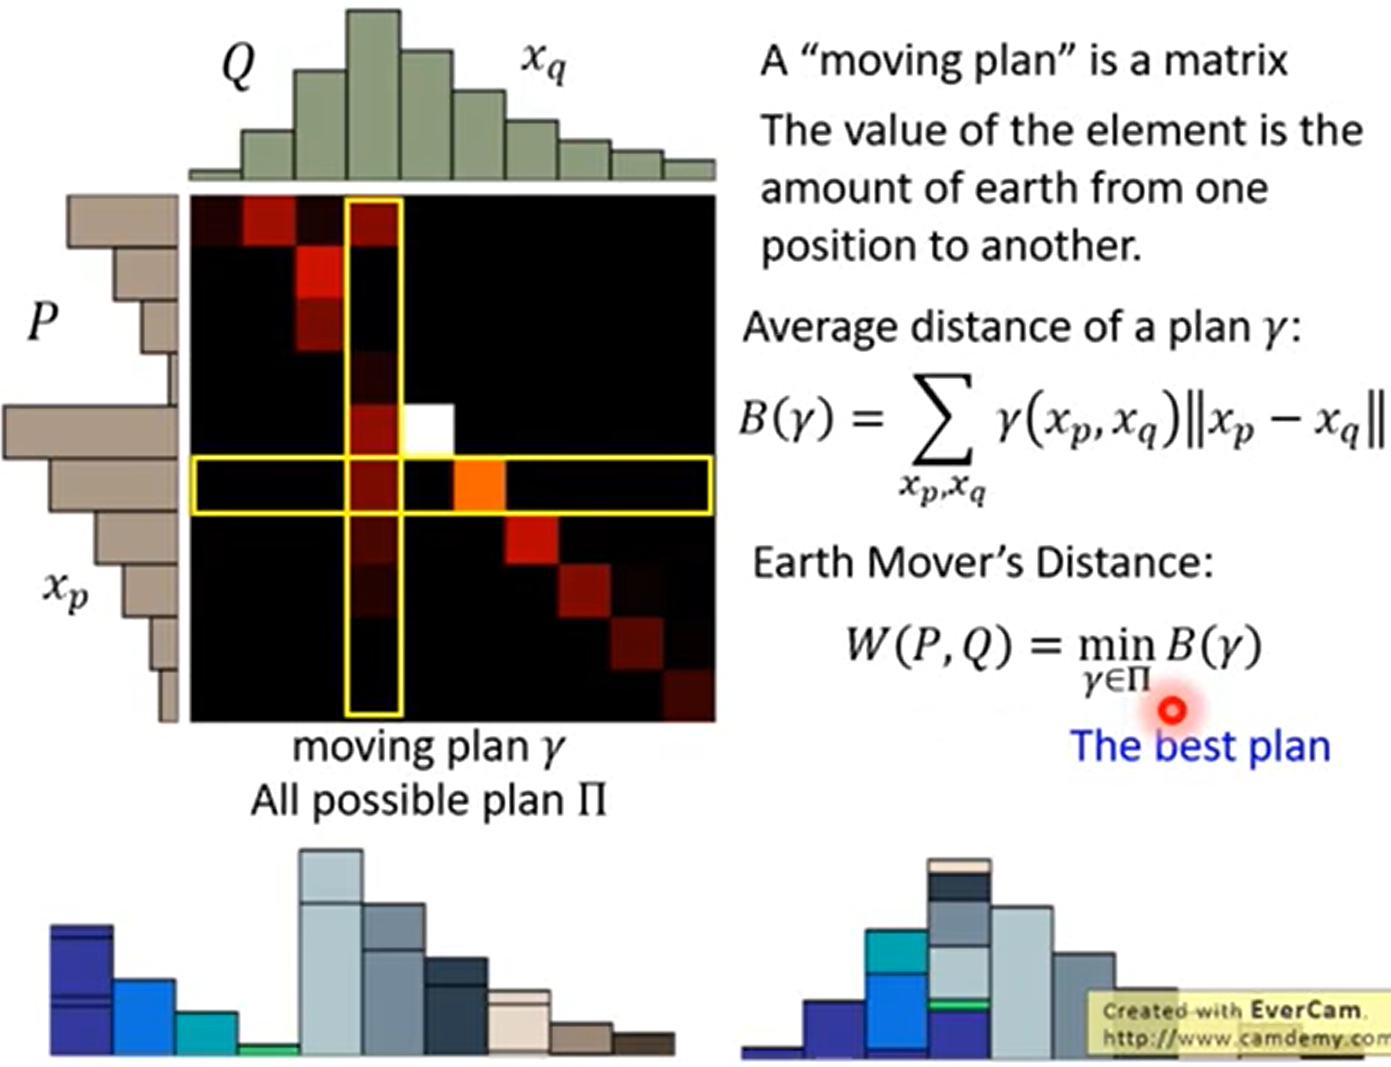 Q
x_q
P
x_p
moving plan γ
All possible plan Π
A “moving plan” is a matrix
The value of the element is the
amount of earth from one
position to another.
Average distance of a plan γ:
B(γ) = ∑_{x_p,x_q} γ(x_p, x_q)‖x_p − x_q‖
Earth Mover’s Distance:
W(P, Q) = min_{γ∈Π} B(γ)
The best plan
Created with EverCam.
http://www.camdemy.com